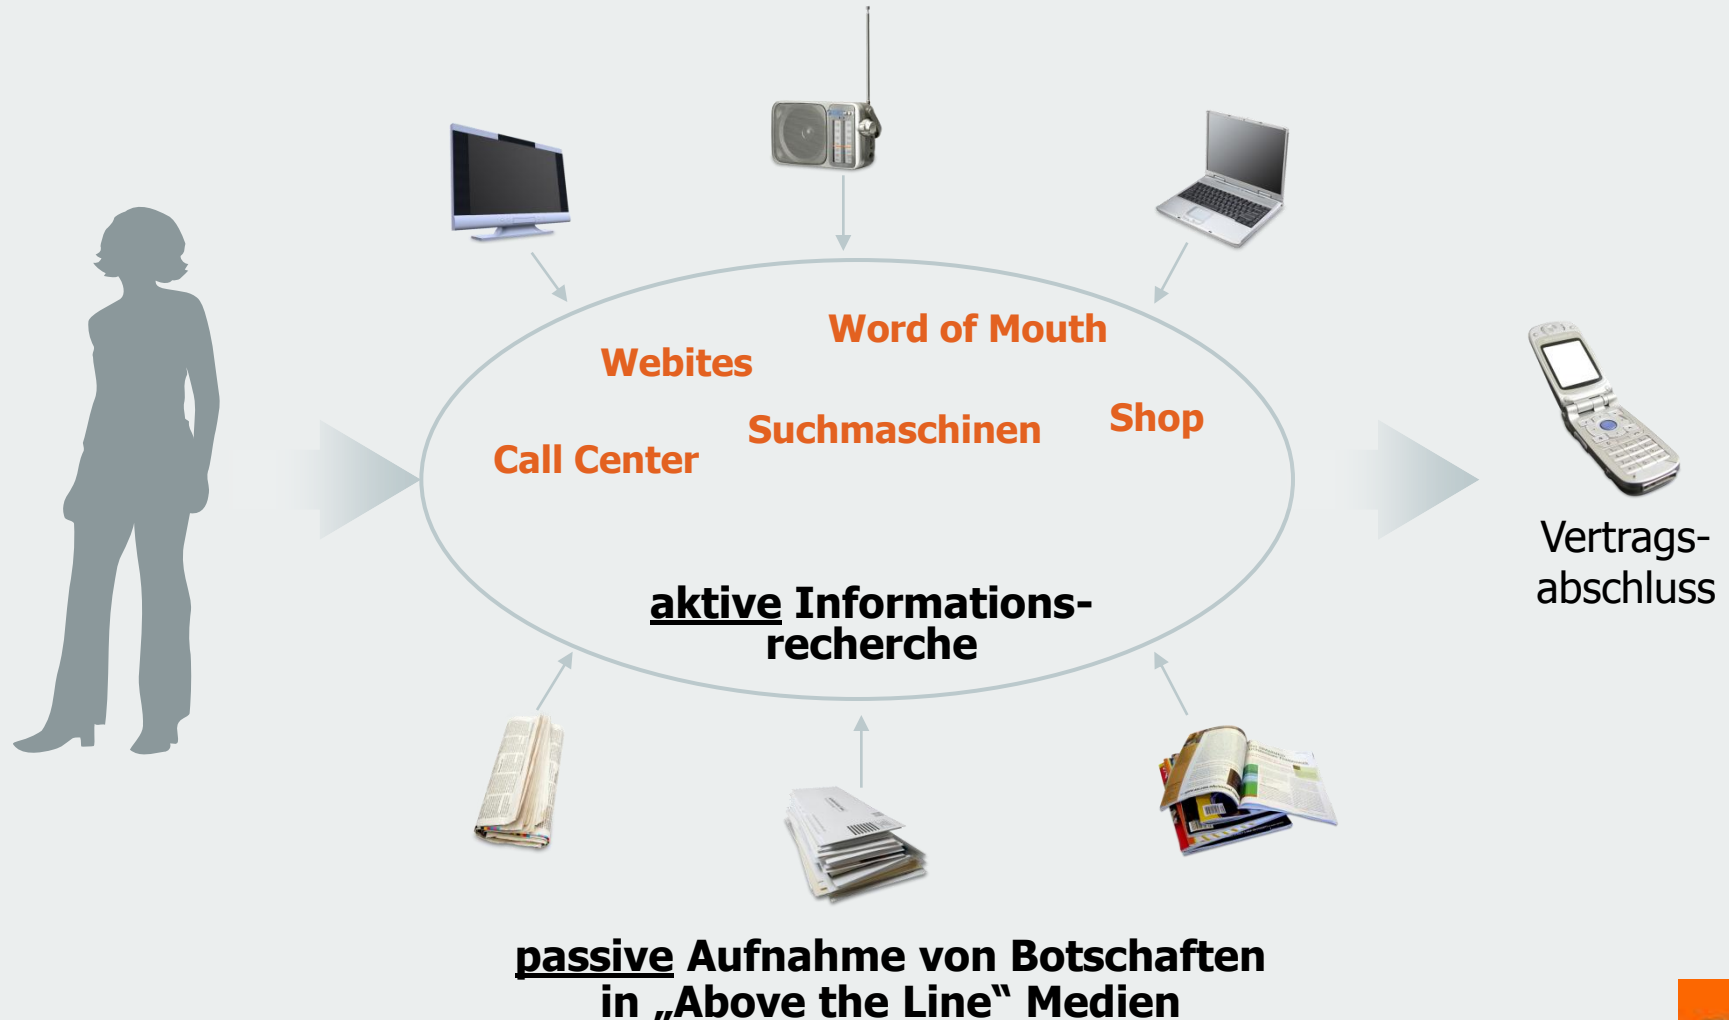 Word of Mouth
Webites
Shop
Suchmaschinen
Call Center
Vertrags-
abschluss
aktive Informations-
recherche
passive Aufnahme von Botschaften
in „Above the Line“ Medien